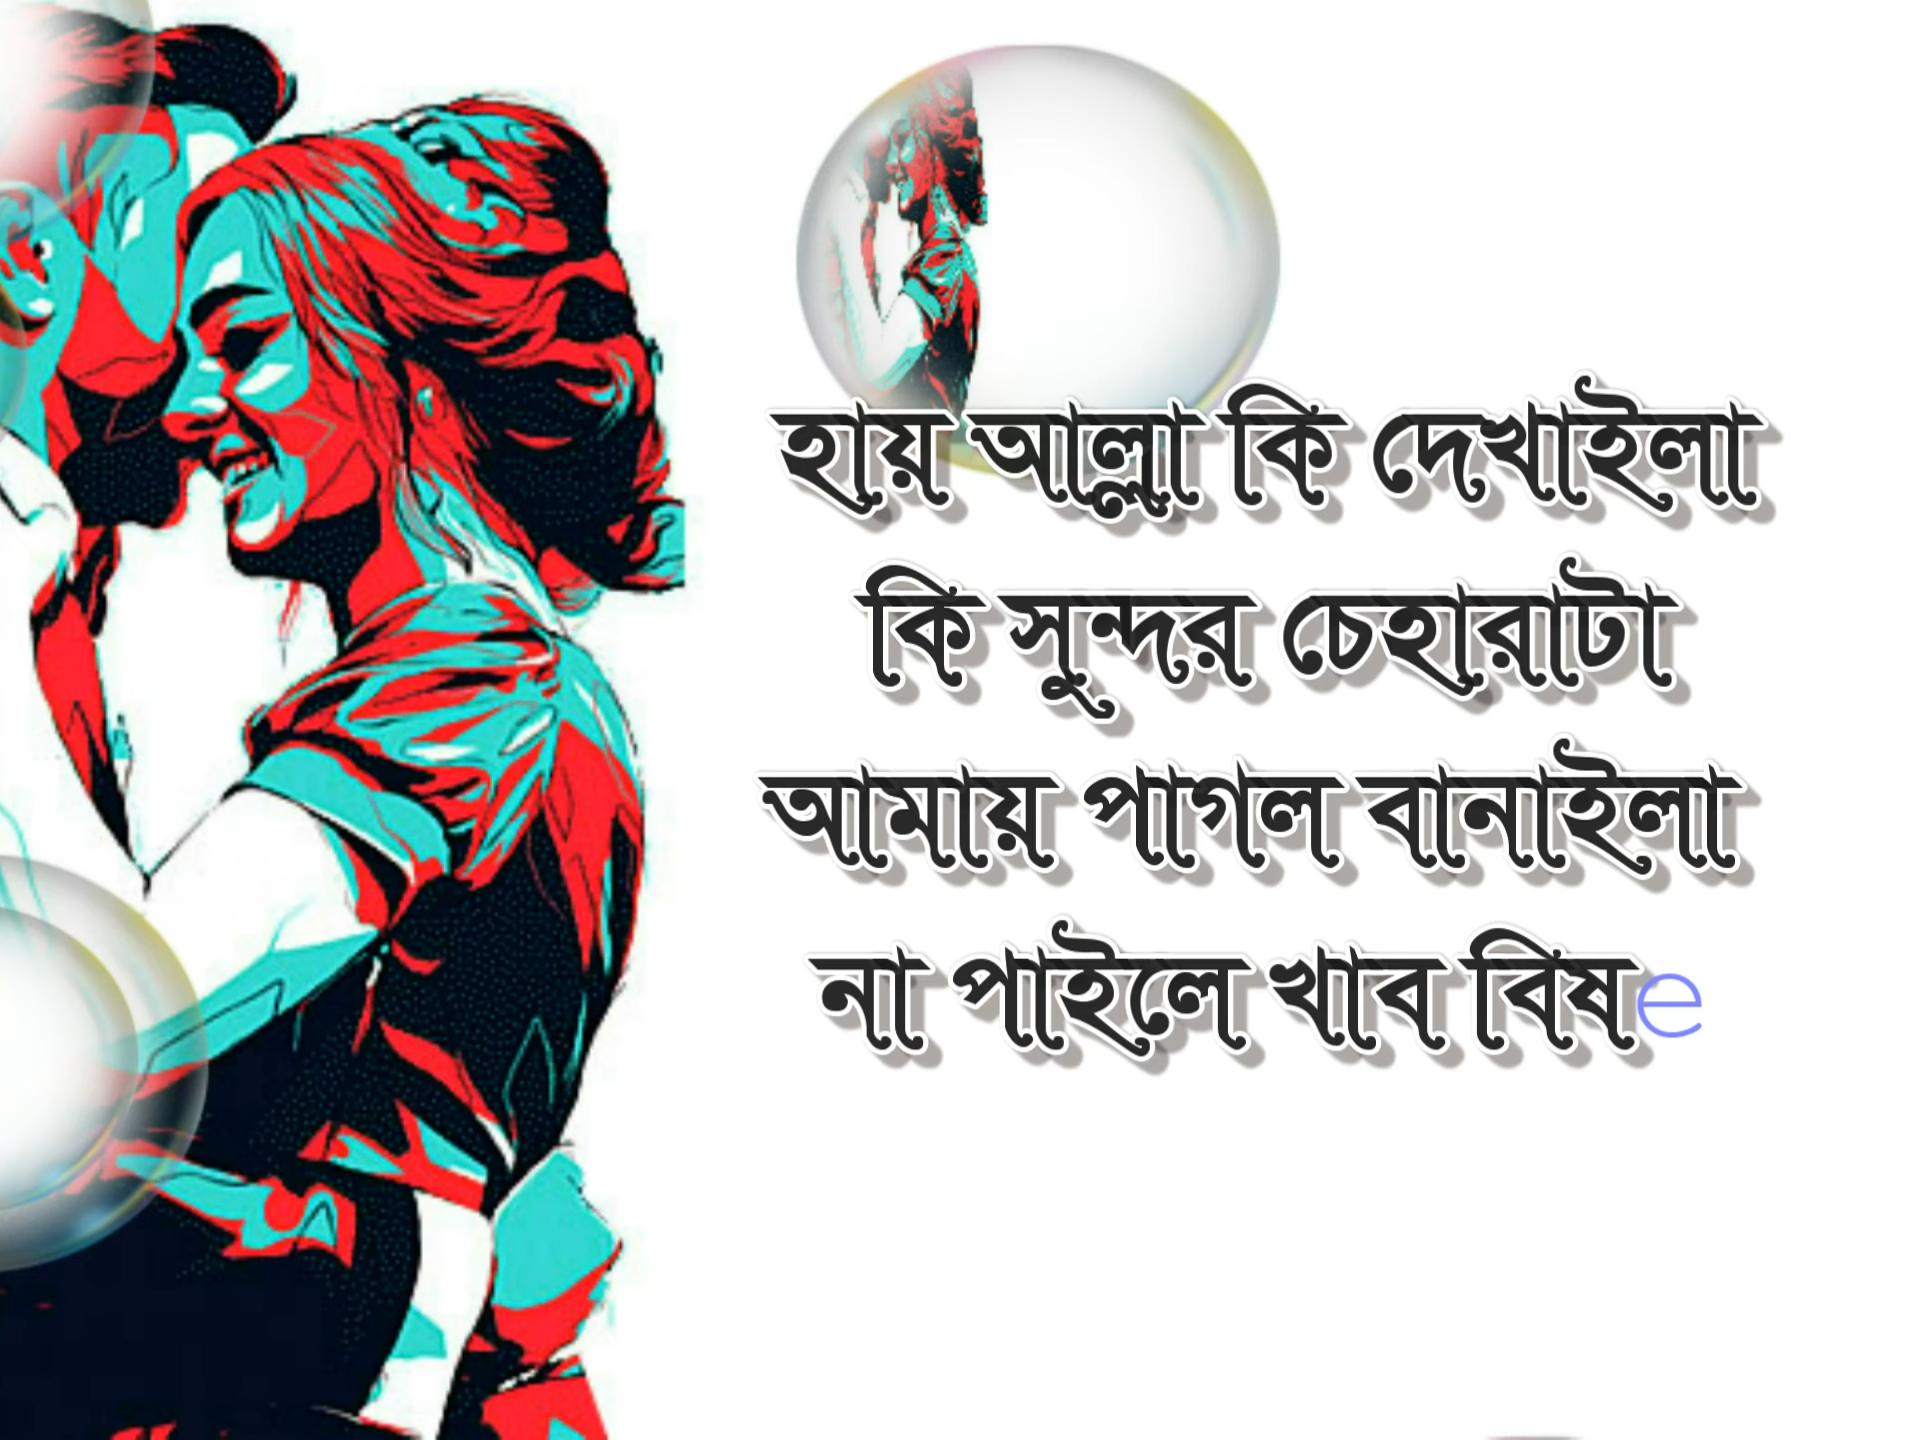 হায় আল্লা কি দেখাইলা
কি সুন্দর চেহারাটা
আমায় পাগল বানাইলা
না পাইলে খাব বিষe